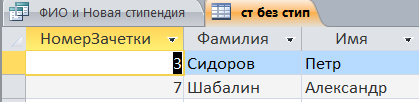 ФИО и Новая стипендия ст без стип
НомерЗачетки Фамилия Имя
3 Сидоров Петр
7 Шабалин Александр